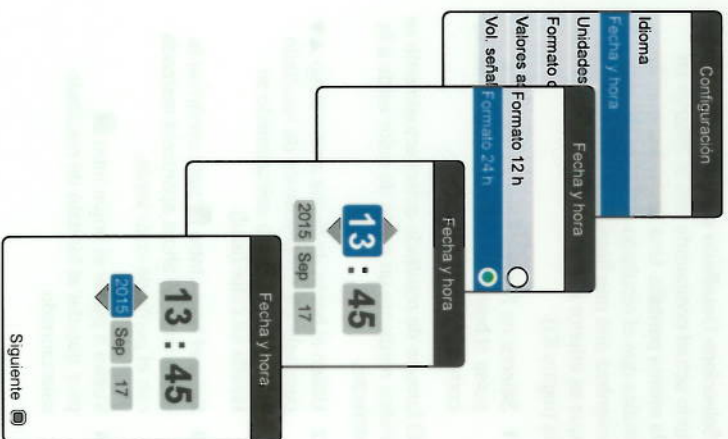 Configuración
Idioma
Fecha y hora
Unidades
Formato
Valores
Vol. señal
Fecha y hora
Formato 12 h
Formato 24 h
Fecha y hora
13 : 45
2015 Sep 17
Fecha y hora
13 : 45
2015 Sep 17
Siguiente